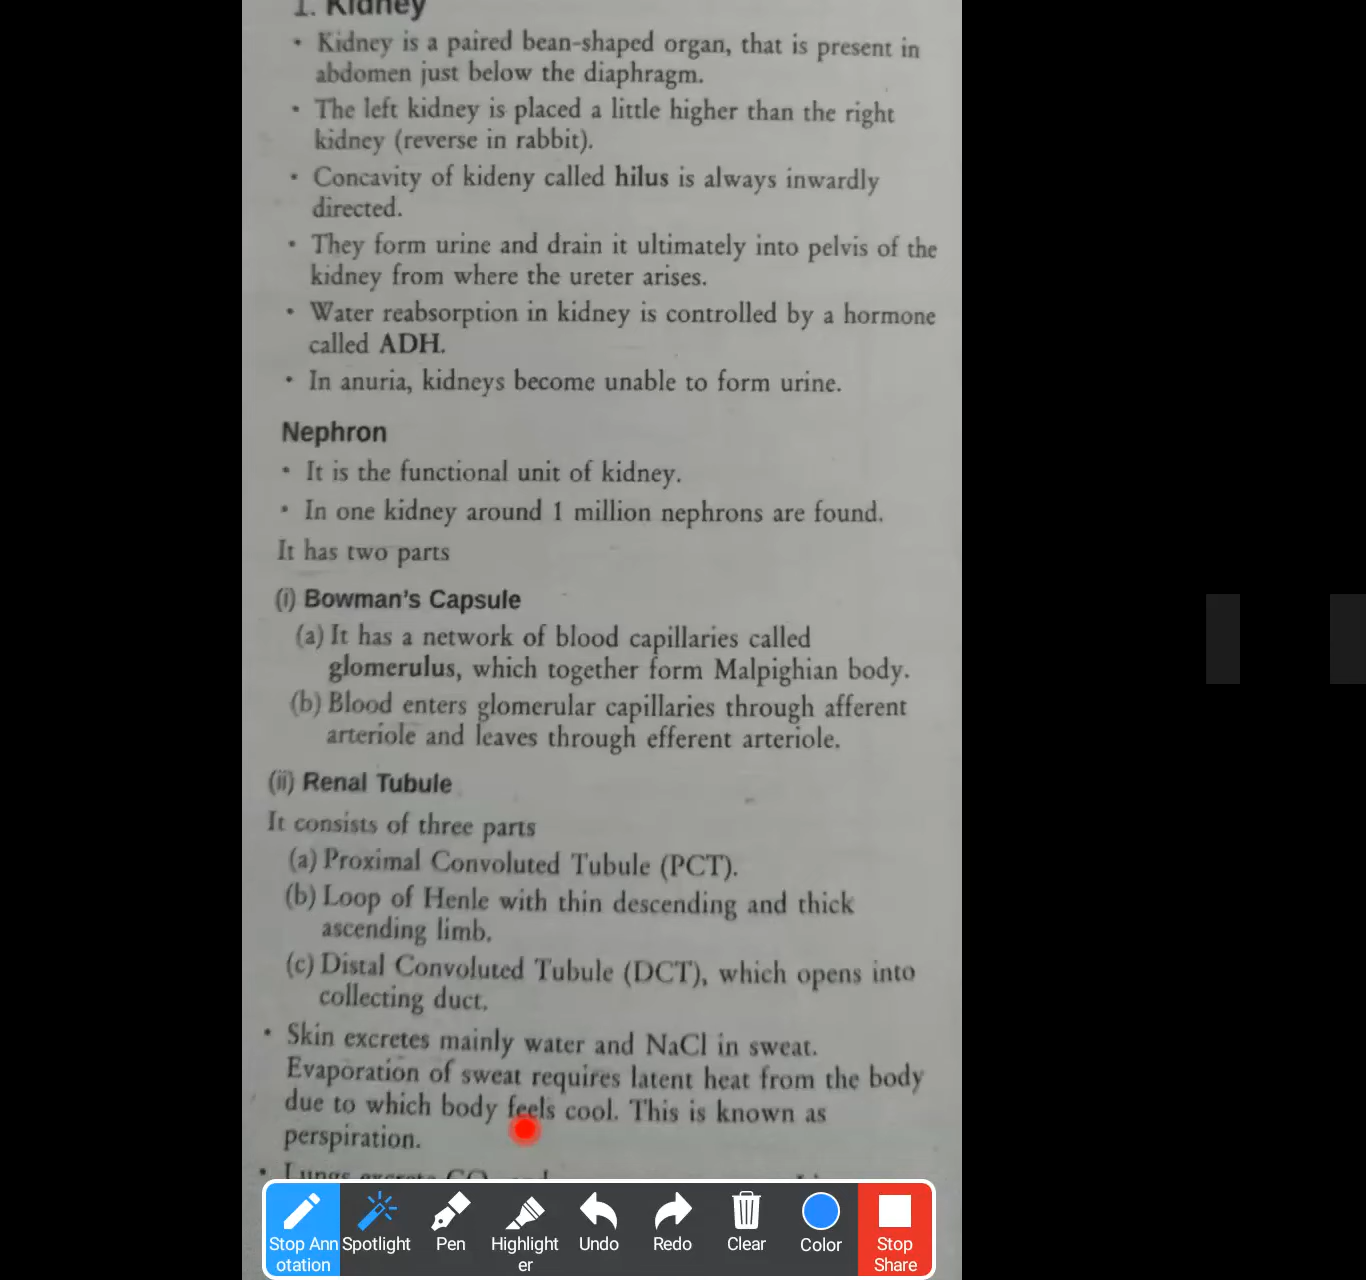 1. Kidney
• Kidney is a paired bean-shaped organ, that is present in
abdomen just below the diaphragm.
• The left kidney is placed a little higher than the right
kidney (reverse in rabbit).
• Concavity of kideny called hilus is always inwardly
directed.
• They form urine and drain it ultimately into pelvis of the
kidney from where the ureter arises.
• Water reabsorption in kidney is controlled by a hormone
called ADH.
• In anuria, kidneys become unable to form urine.
Nephron
• It is the functional unit of kidney.
• In one kidney around 1 million nephrons are found.
It has two parts
(i) Bowman's Capsule
(a) It has a network of blood capillaries called
glomerulus, which together form Malpighian body.
(b) Blood enters glomerular capillaries through afferent
arteriole and leaves through efferent arteriole.
(ii) Renal Tubule
It consists of three parts
(a) Proximal Convoluted Tubule (PCT).
(b) Loop of Henle with thin descending and thick
ascending limb.
(c) Distal Convoluted Tubule (DCT), which opens into
collecting duct.
• Skin excretes mainly water and NaCl in sweat.
Evaporation of sweat requires latent heat from the body
due to which body feels cool. This is known as
perspiration.
• Lungs excrete CO
Stop Ann Spotlight Pen Highlight Undo Redo Clear Color Stop
otation er Share